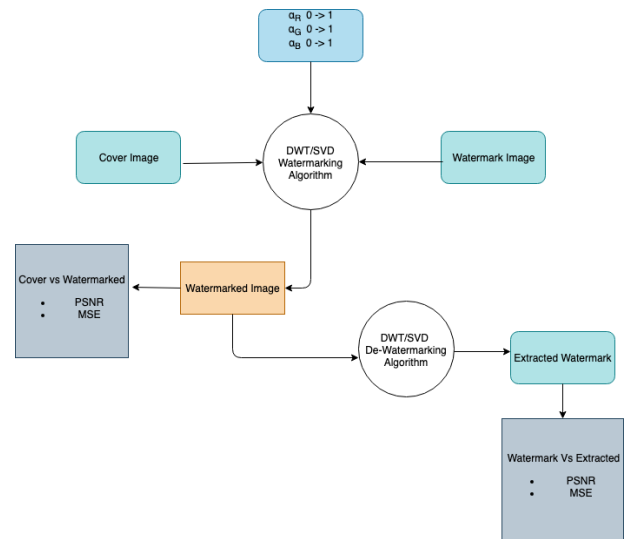 αR 0 -> 1
αG 0 -> 1
αB 0 -> 1
Cover Image
DWT/SVD
Watermarking
Algorithm
Watermark Image
Cover vs Watermarked
• PSNR
• MSE
Watermarked Image
DWT/SVD
De-Watermarking
Algorithm
Extracted Watermark
Watermark Vs Extracted
• PSNR
• MSE